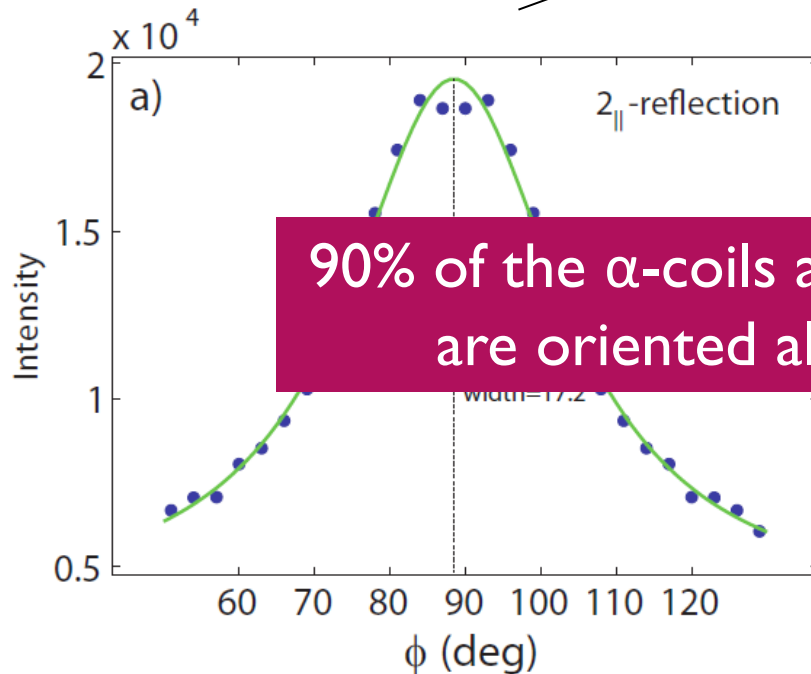 x 10 4
2
a)
2||-reflection
1.5
90% of the α-coils a
are oriented al
Intensity
1
width=17.2
0.5
60 70 80 90 100 110 120
ϕ (deg)